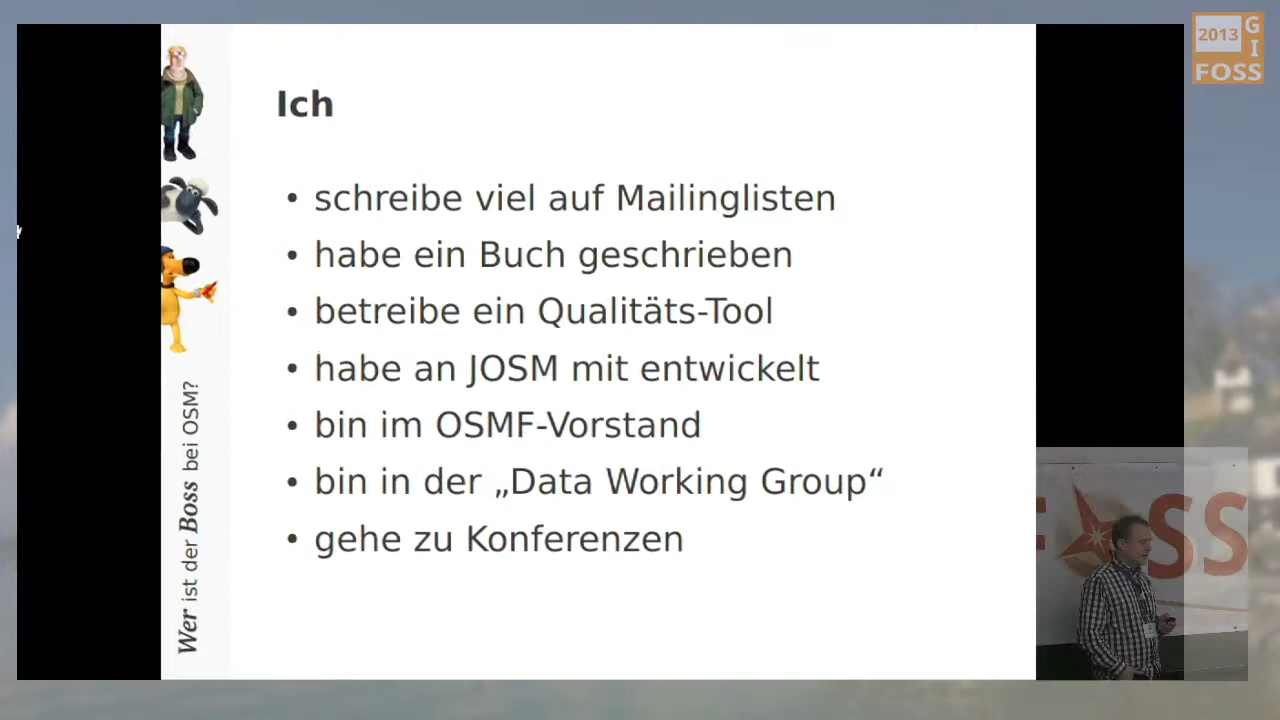 2013
G
I
FOSS
Ich
• schreibe viel auf Mailinglisten
• habe ein Buch geschrieben
• betreibe ein Qualitäts-Tool
• habe an JOSM mit entwickelt
• bin im OSMF-Vorstand
• bin in der „Data Working Group“
• gehe zu Konferenzen
Wer ist der Boss bei OSM?
F SS